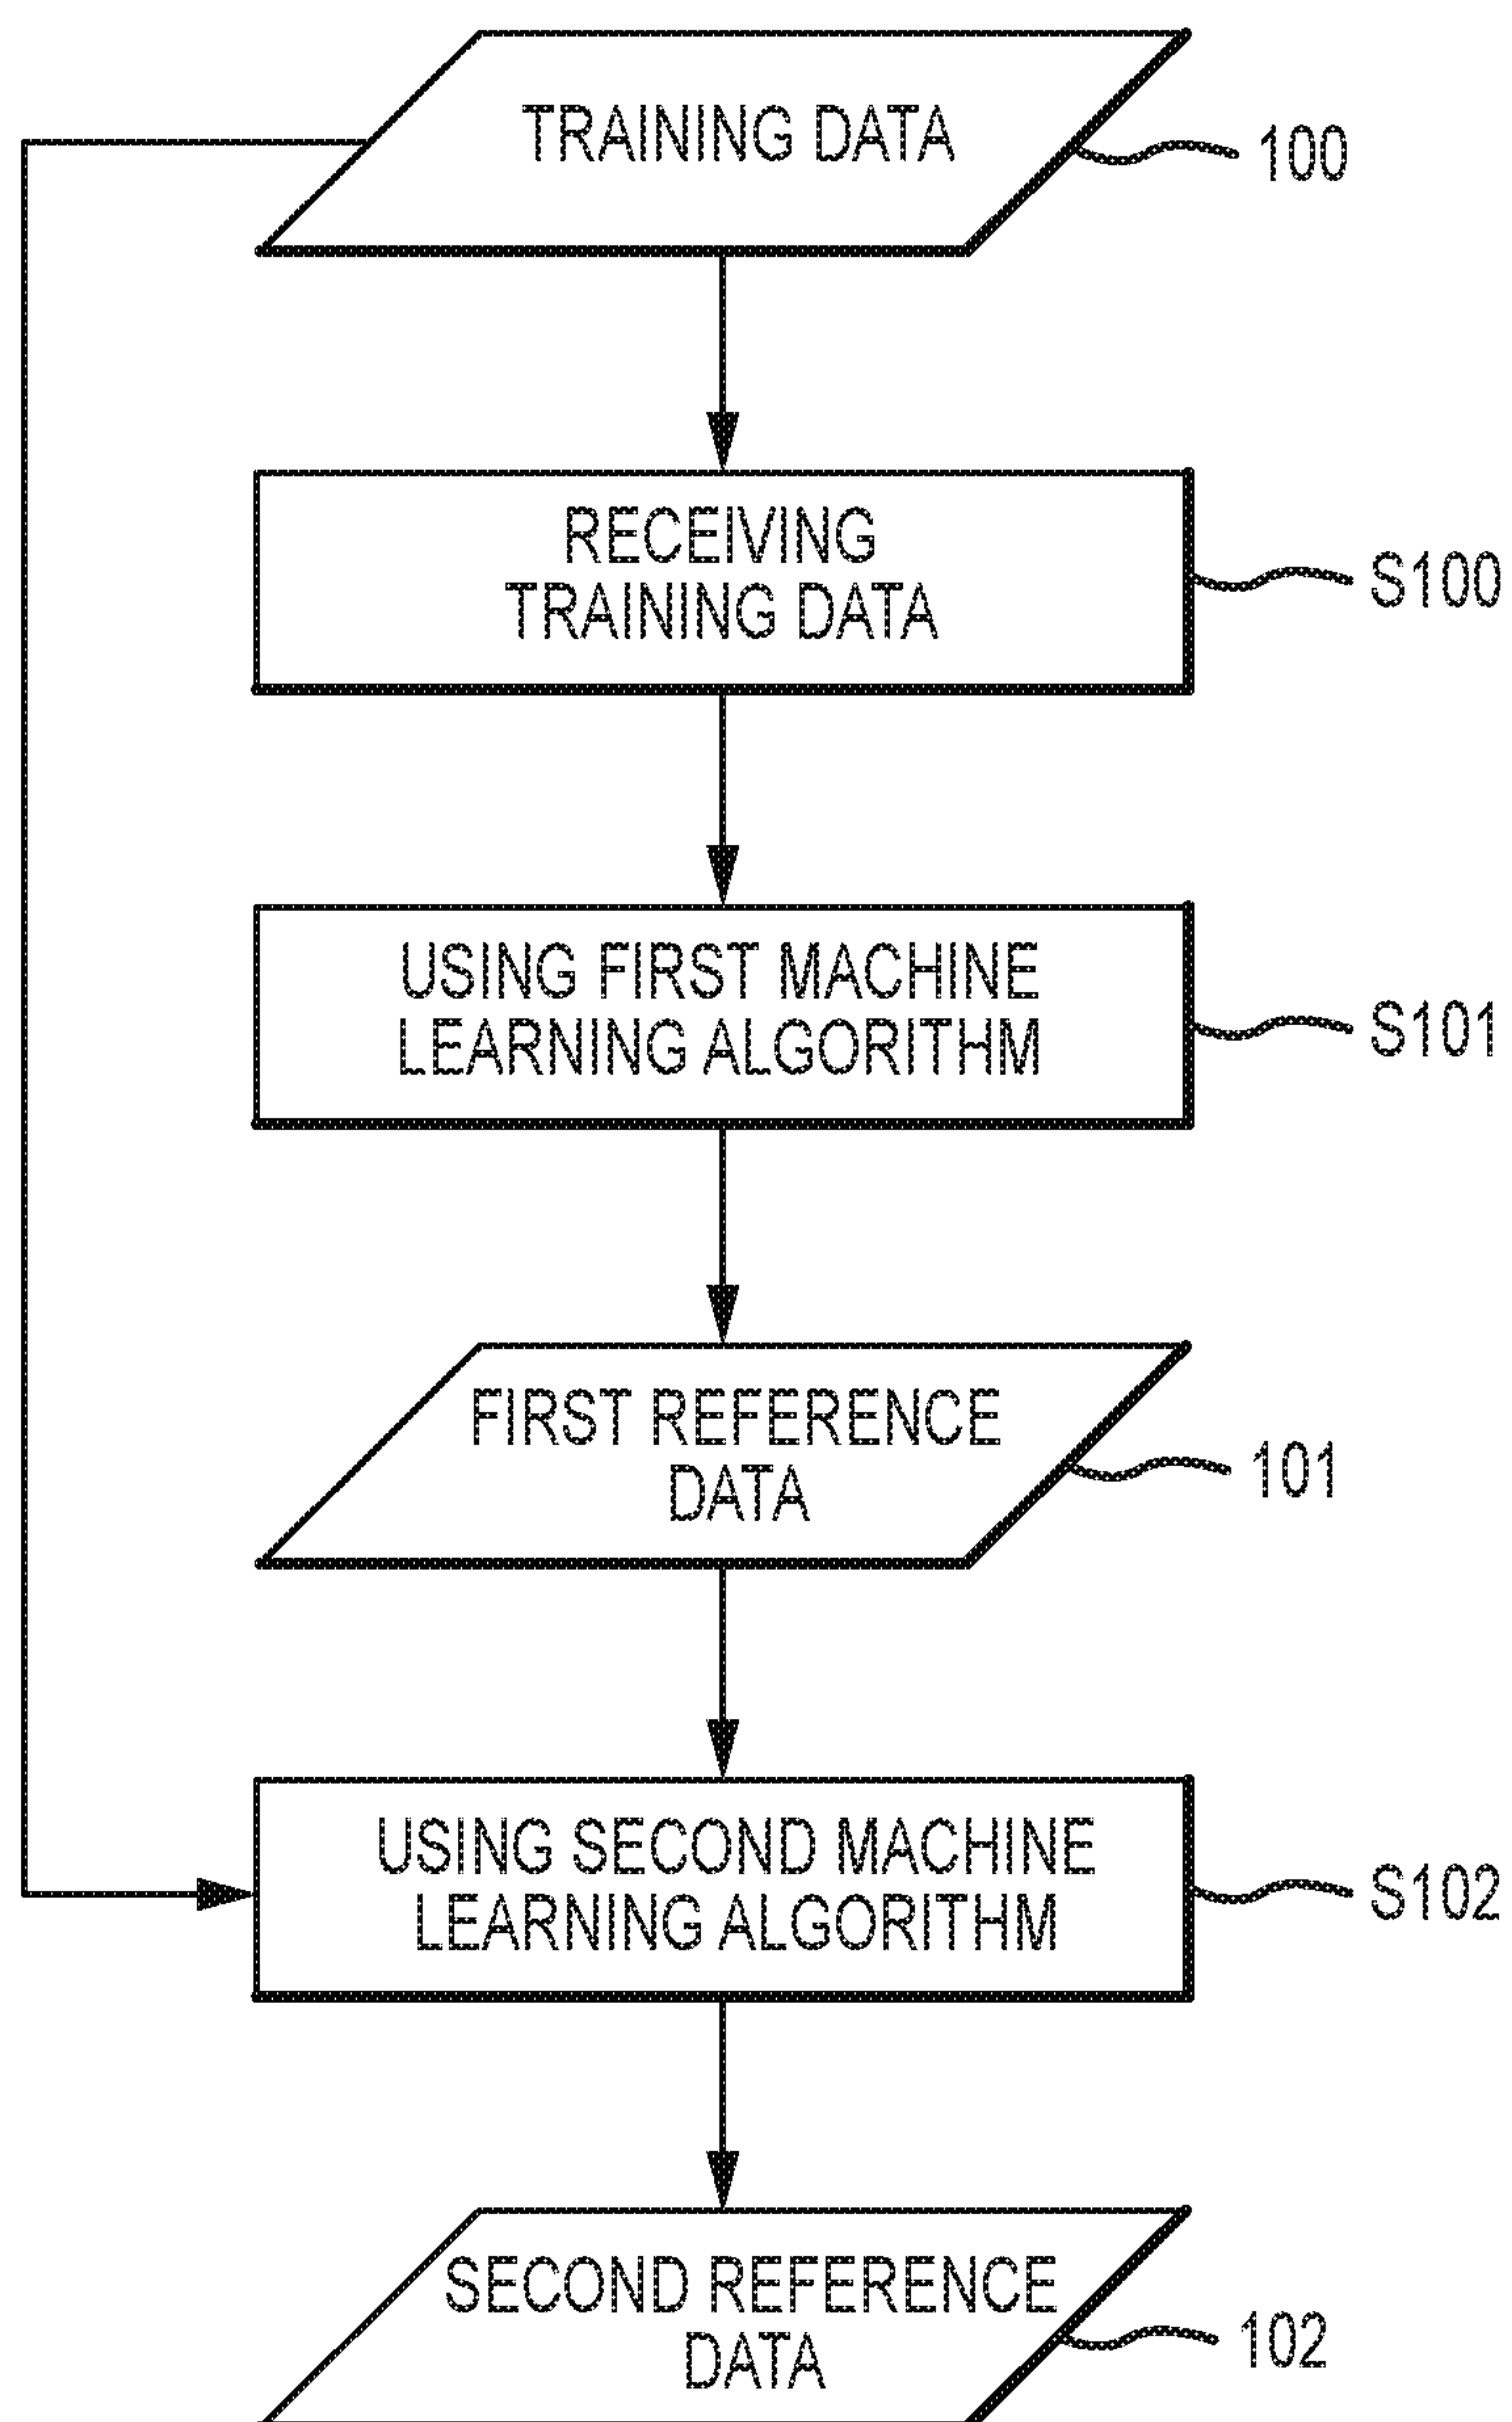 TRAINING DATA
100
RECEIVING
TRAINING DATA
S100
USING FIRST MACHINE
LEARNING ALGORITHM
S101
FIRST REFERENCE
DATA
101
USING SECOND MACHINE
LEARNING ALGORITHM
S102
SECOND REFERENCE
DATA
102